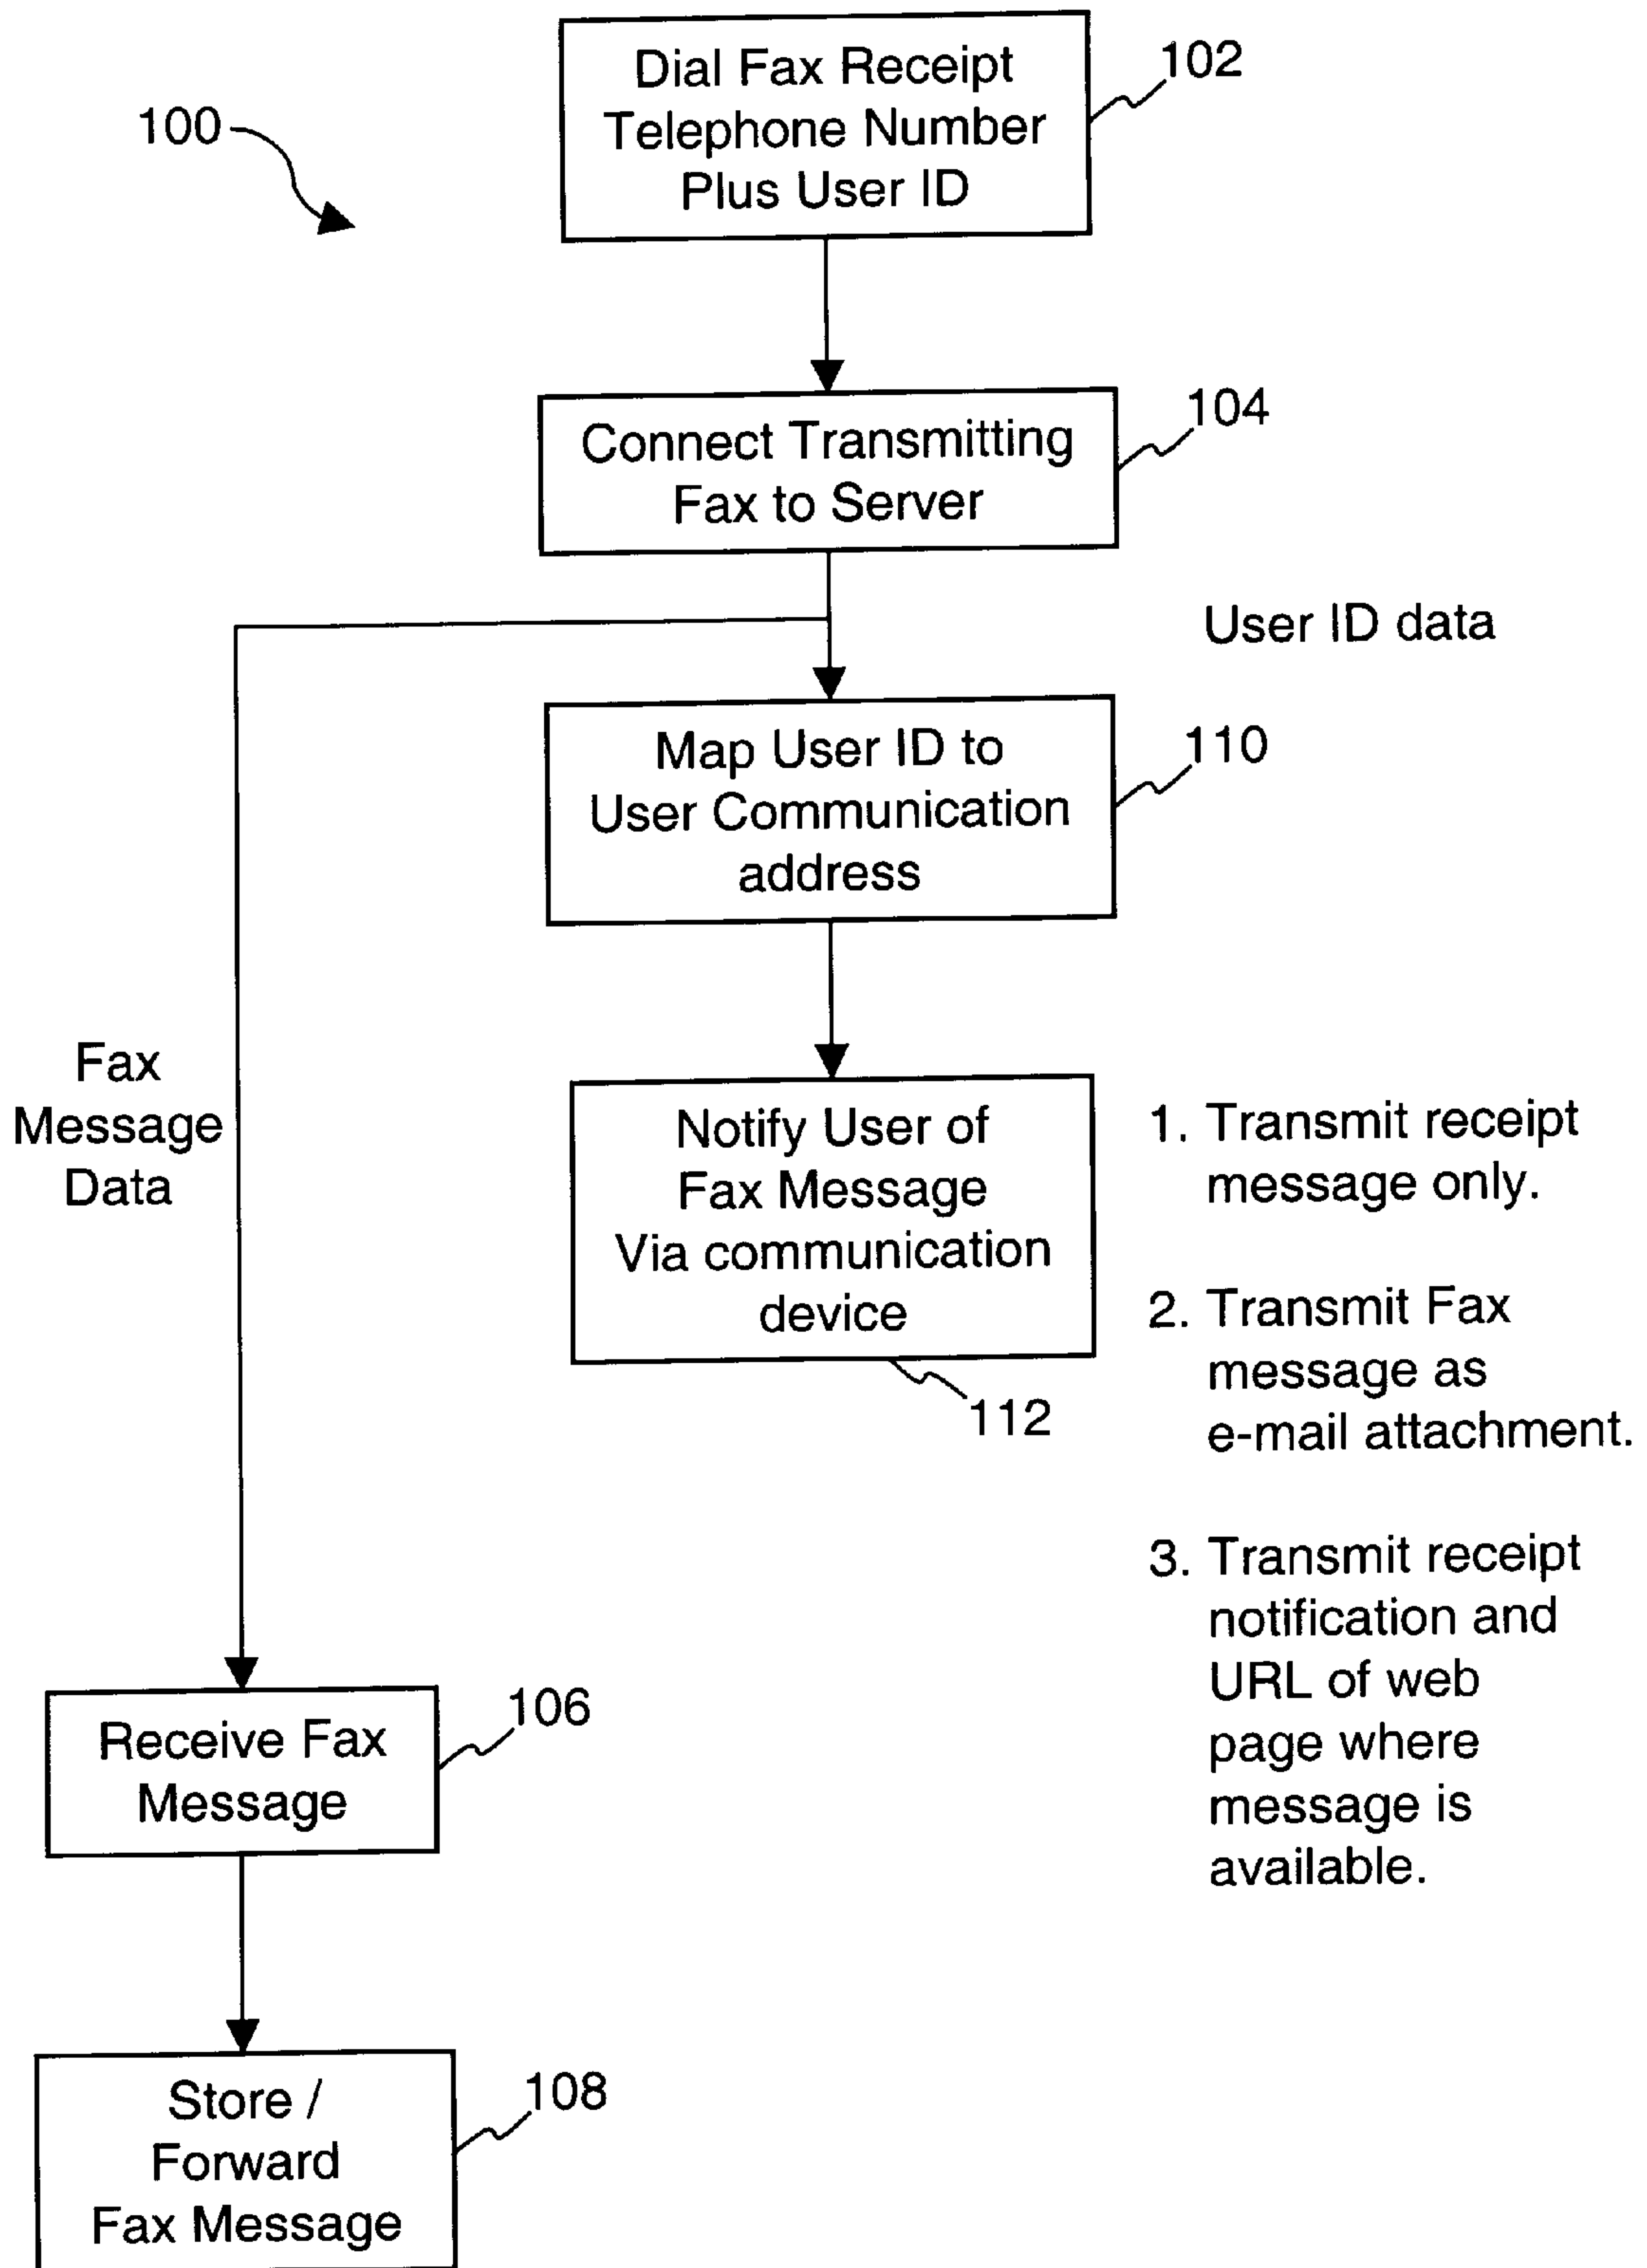 100
Dial Fax Receipt
Telephone Number
Plus User ID
102
Connect Transmitting
Fax to Server
104
User ID data
Map User ID to
User Communication
address
110
Fax
Message
Data
Notify User of
Fax Message
Via communication
device
112
1. Transmit receipt
message only.
2. Transmit Fax
message as
e-mail attachment.
3. Transmit receipt
notification and
URL of web
page where
message is
available.
Receive Fax
Message
106
Store /
Forward
Fax Message
108